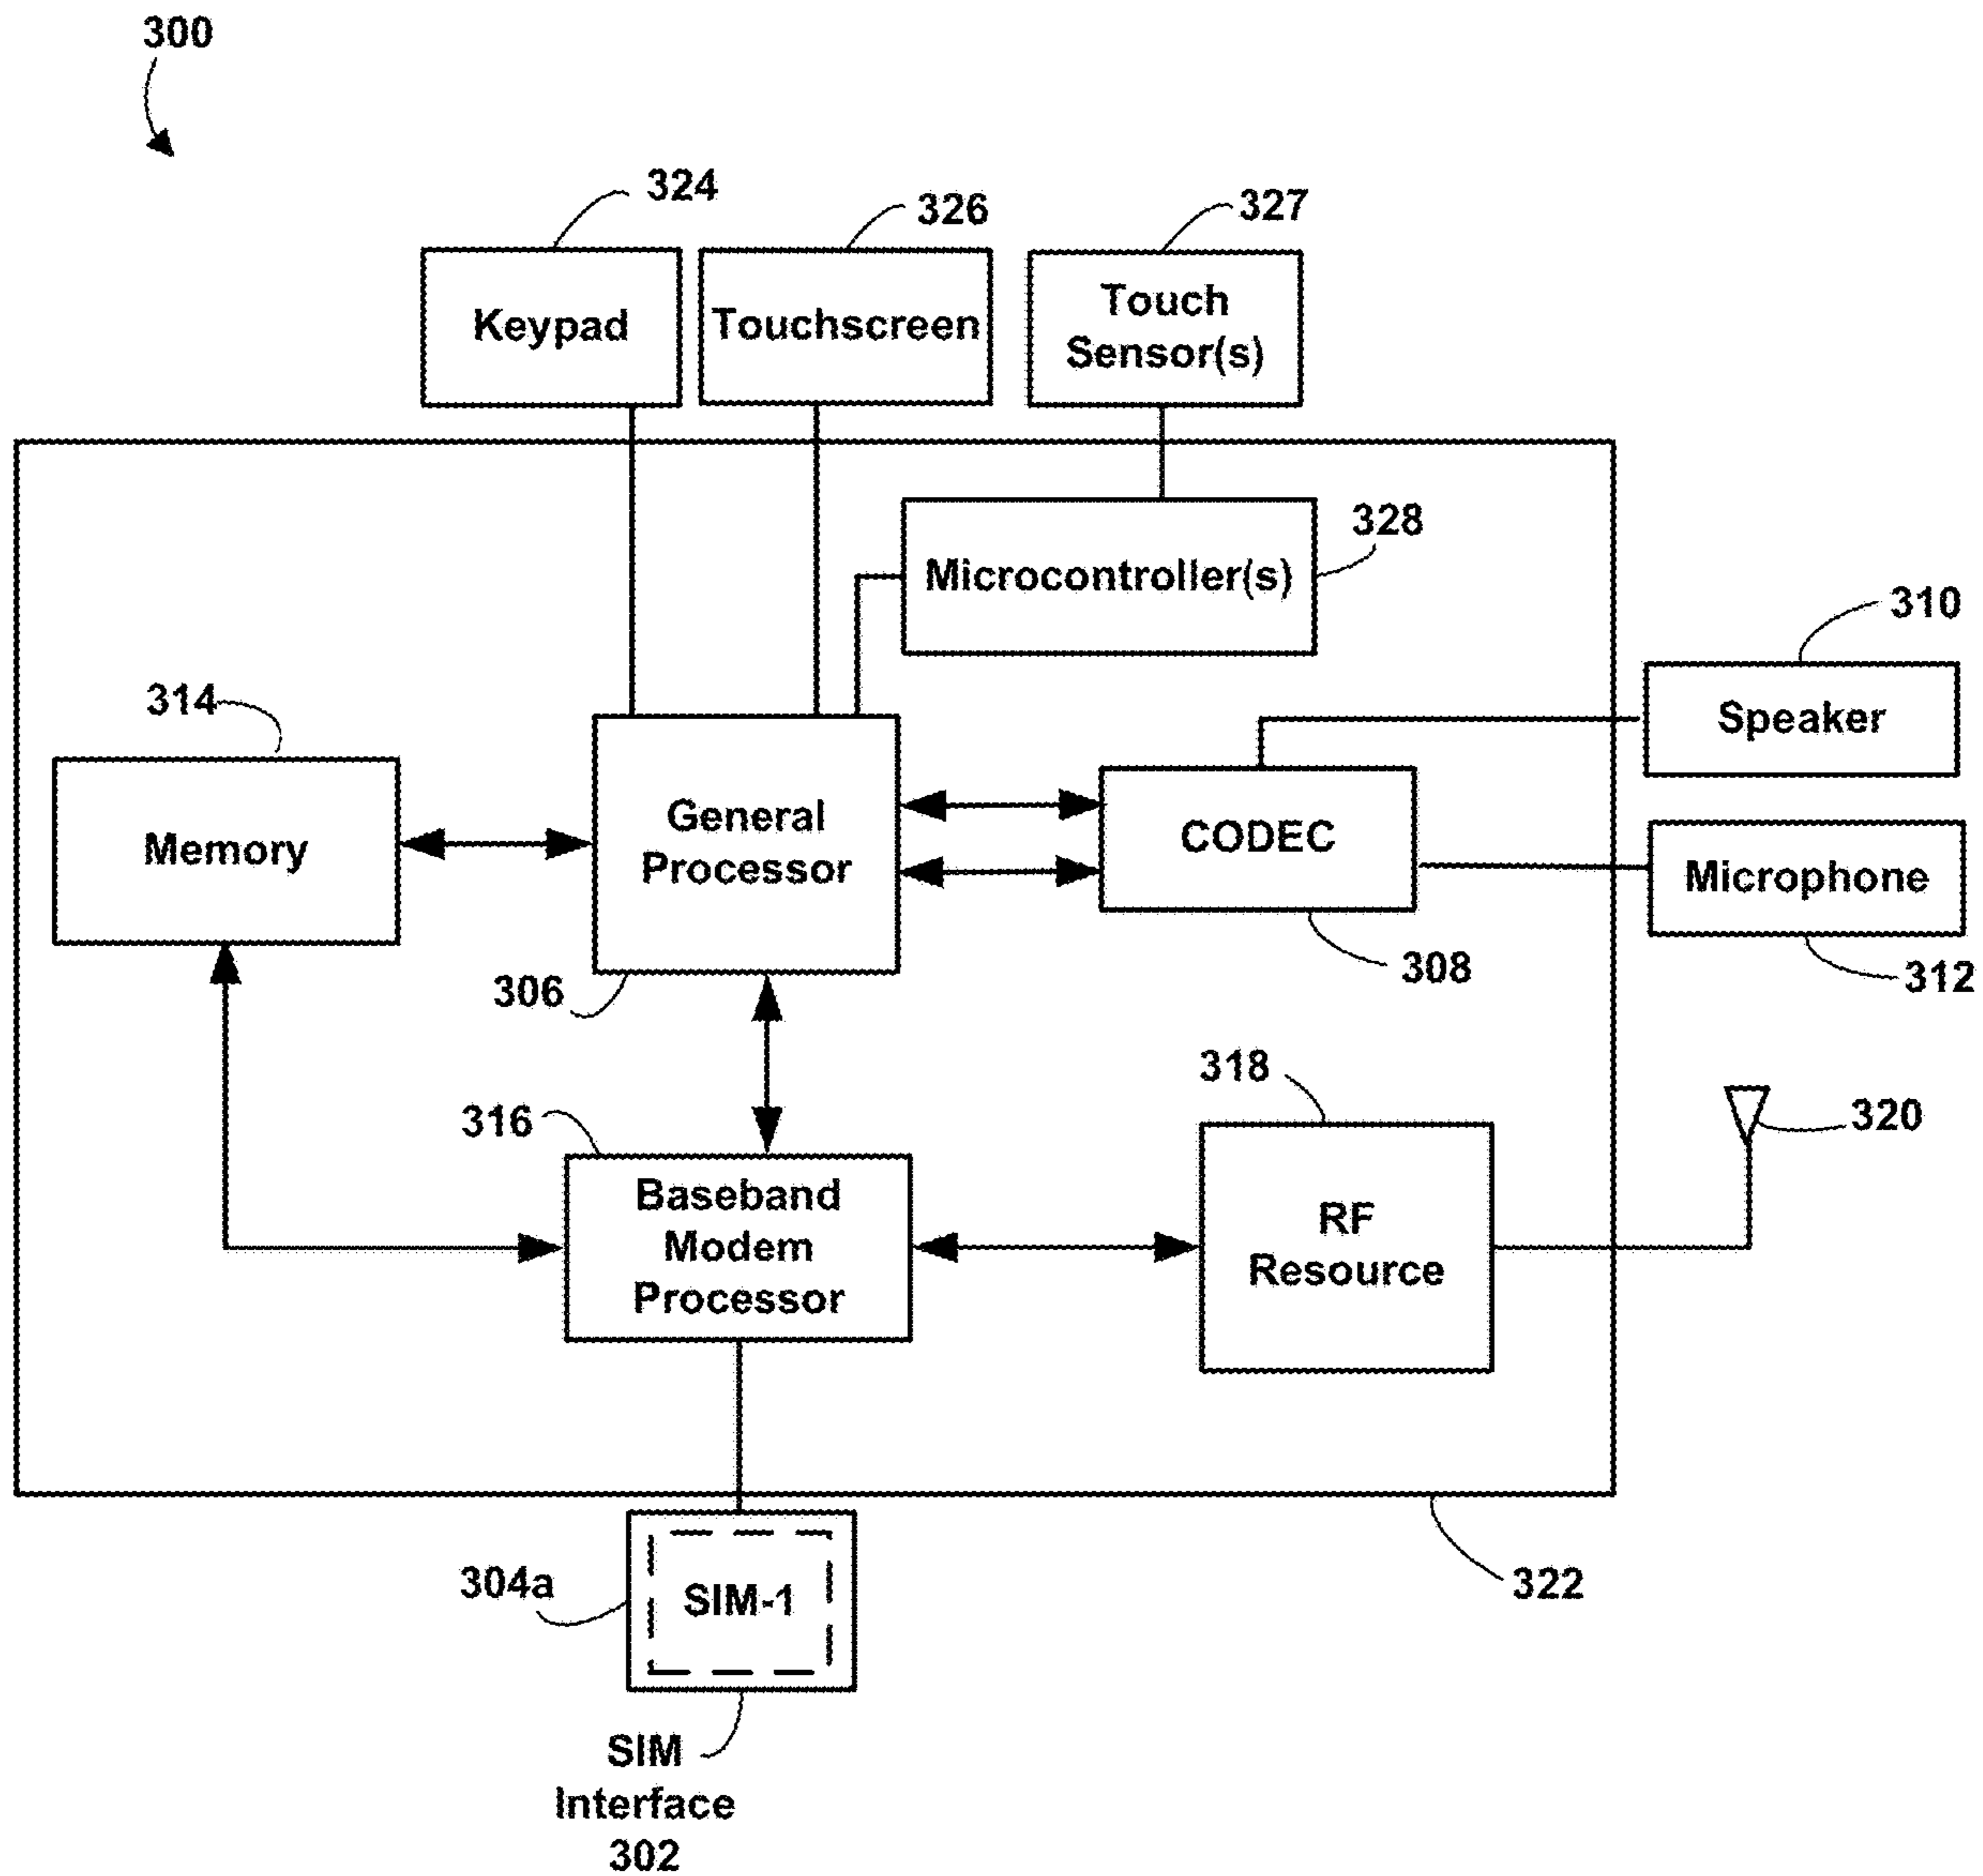 300
324
326
327
Keypad
Touchscreen
Touch
Sensor(s)
328
Microcontroller(s)
310
Speaker
314
Memory
General
Processor
CODEC
Microphone
306
308
312
318
320
316
Baseband
Modem
Processor
RF
Resource
322
304a
SIM-1
SIM
Interface
302